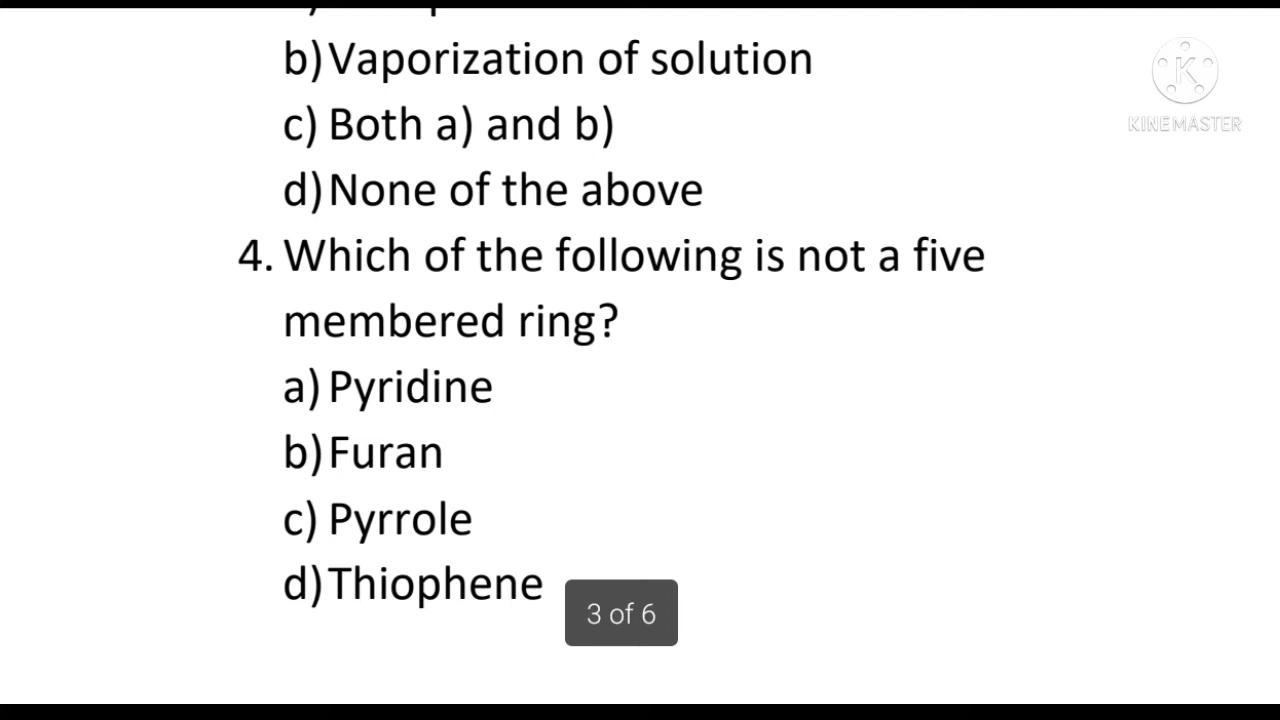 b) Vaporization of solution
c) Both a) and b)
d) None of the above
4. Which of the following is not a five
membered ring?
a) Pyridine
b) Furan
c) Pyrrole
d) Thiophene
3 of 6
KINEMASTER